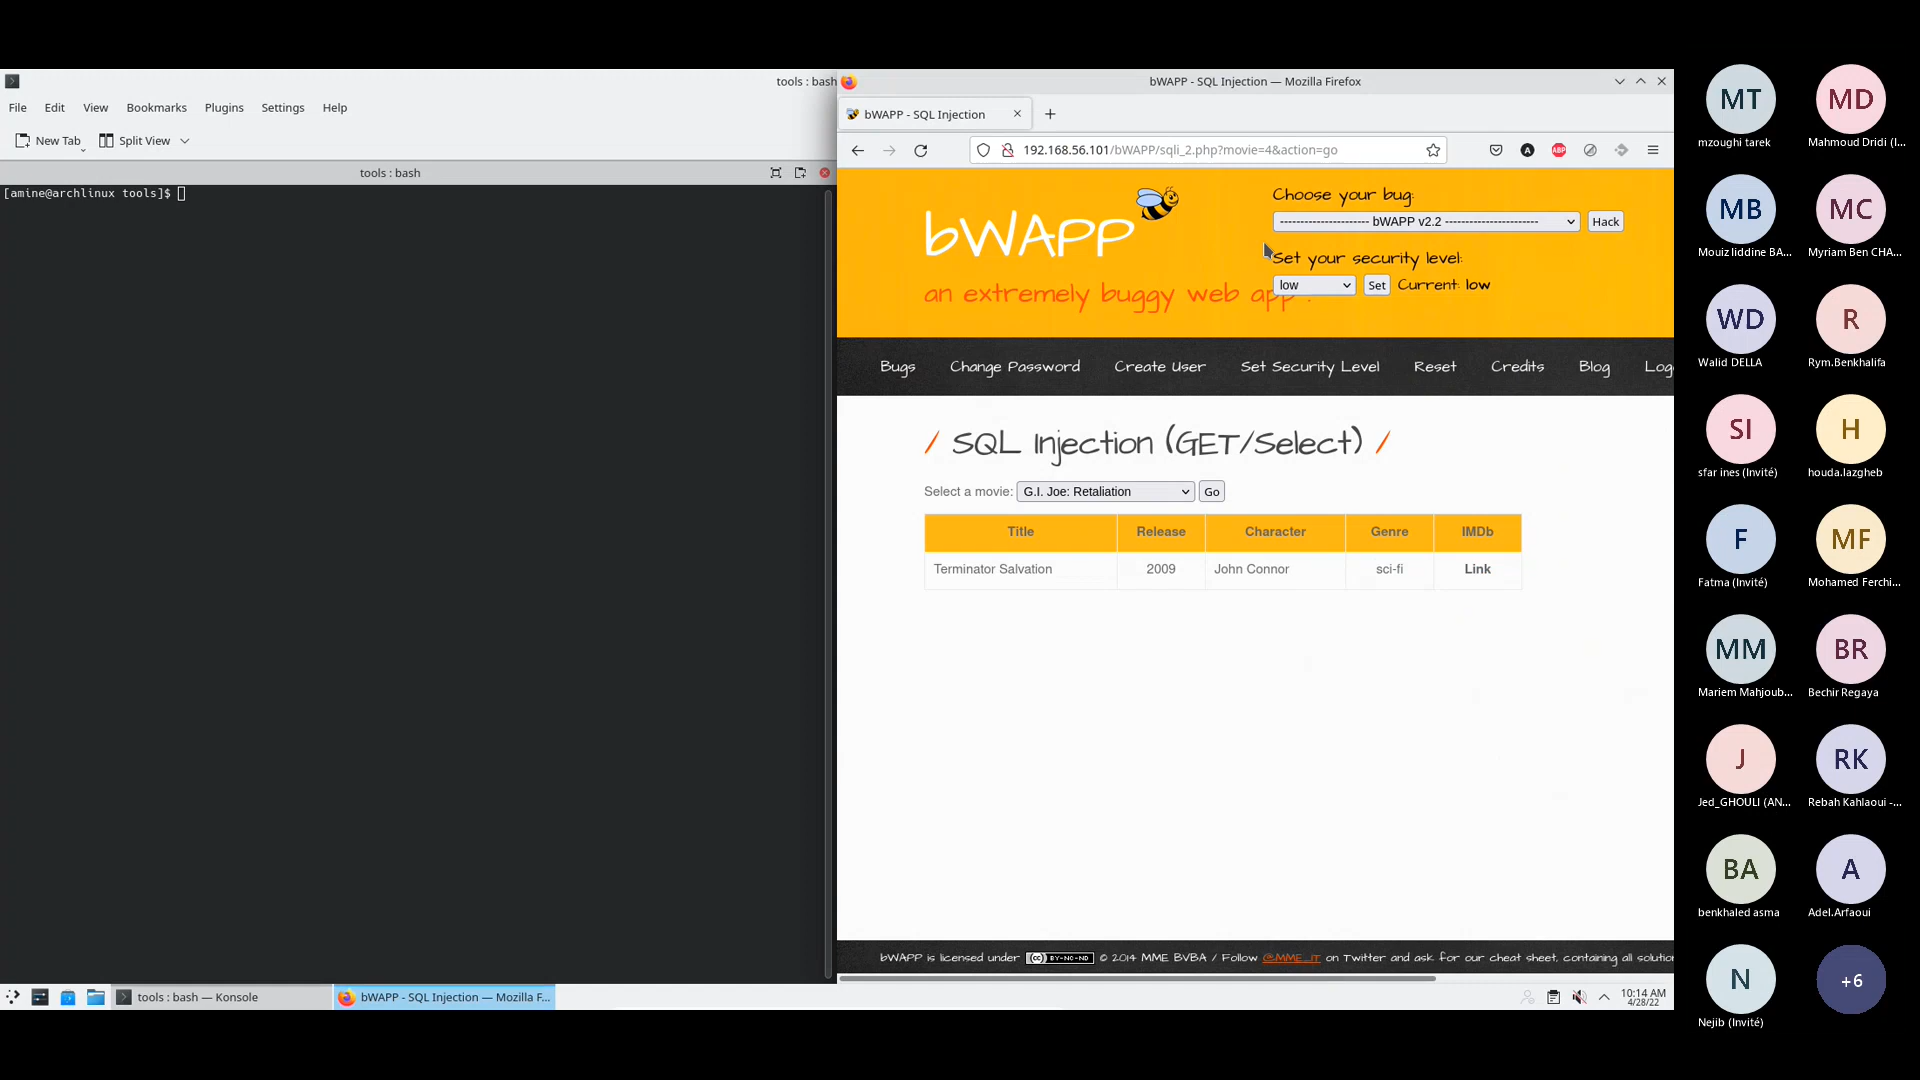 tools : bash
File Edit View Bookmarks Plugins Settings Help
New Tab Split View
tools : bash
[amine@archlinux tools]$
bWAPP - SQL Injection — Mozilla Firefox
bWAPP - SQL Injection
192.168.56.101/bWAPP/sqli_2.php?movie=4&action=go
ABP
bWAPP
an extremely buggy web app !
Choose your bug:
---------------------- bWAPP v2.2 ----------------------- Hack
Set your security level:
low Set Current: low
Bugs Change Password Create User Set Security Level Reset Credits Blog Log
/ SQL Injection (GET/Select) /
Select a movie: G.I. Joe: Retaliation Go
Title Release Character Genre IMDb
Terminator Salvation 2009 John Connor sci-fi Link
bWAPP is licensed under (cc) BY-NC-ND © 2014 MME BVBA / Follow @MME_IT on Twitter and ask for our cheat sheet, containing all solution
tools : bash — Konsole
bWAPP - SQL Injection — Mozilla F...
10:14 AM
4/28/22
MT MD
mzoughi tarek Mahmoud Dridi (I...
MB MC
Mouiz liddine BA... Myriam Ben CHA...
WD R
Walid DELLA Rym.Benkhalifa
SI H
sfar ines (Invité) houda.lazgheb
F MF
Fatma (Invité) Mohamed Ferchi...
MM BR
Mariem Mahjoub... Bechir Regaya
J RK
Jed_GHOULI (AN... Rebah Kahlaoui -...
BA A
benkhaled asma Adel.Arfaoui
N +6
Nejib (Invité)